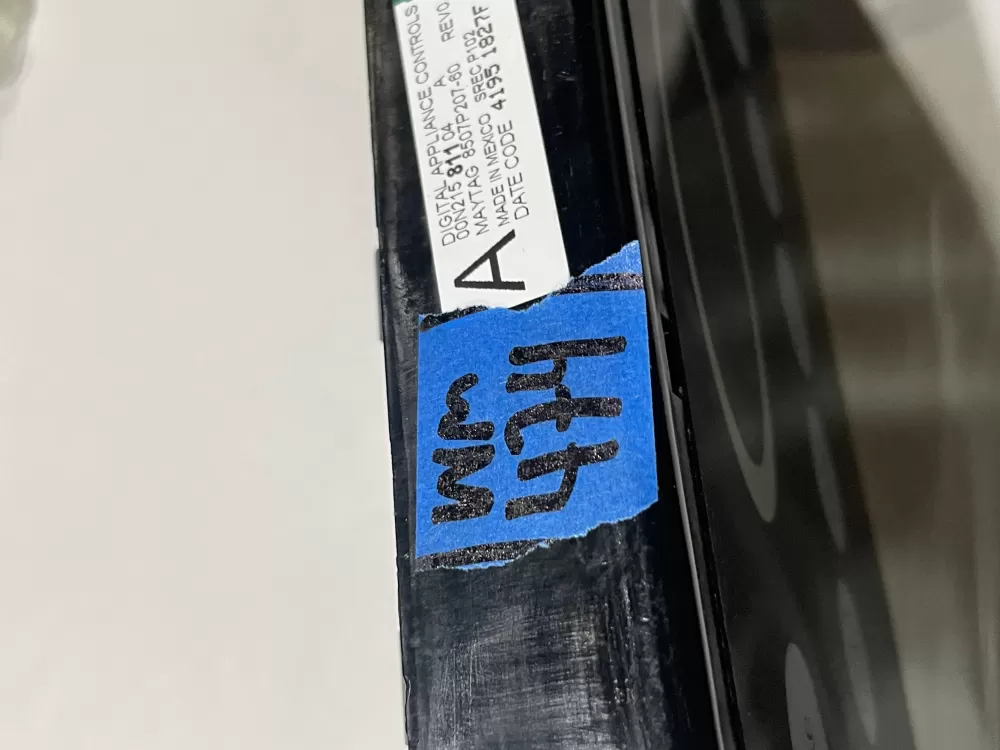 DIGITAL APPLIANCE CONTROLS
00N215 811 04 A REV0
MAYTAG 8507P207-60
MADE IN MEXICO SREC P102
DATE CODE 4195 1827F
A
WM
474